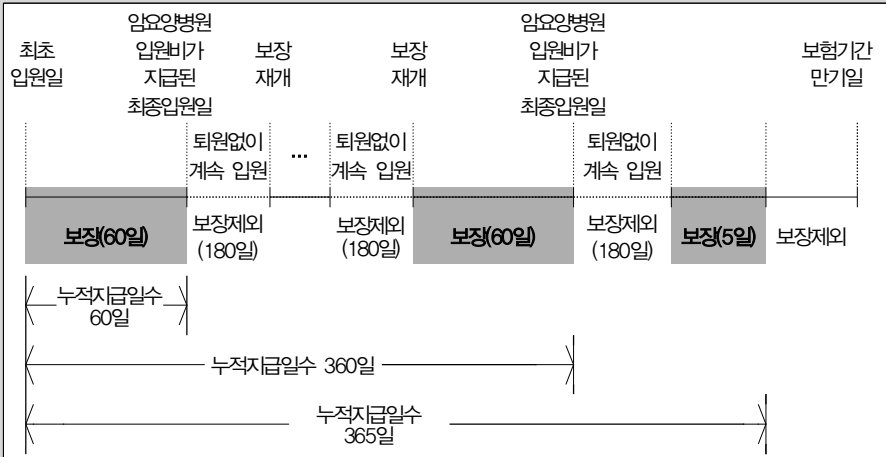 최초
입원일
암요양병원
입원비가
지급된
최종입원일
보장
재개
보장
재개
암요양병원
입원비가
지급된
최종입원일
보험기간
만기일
퇴원없이
계속 입원
...
퇴원없이
계속 입원
퇴원없이
계속 입원
보장(60일)
보장제외
(180일)
보장제외
(180일)
보장(60일)
보장제외
(180일)
보장(5일)
보장제외
누적지급일수
60일
누적지급일수 360일
누적지급일수
365일